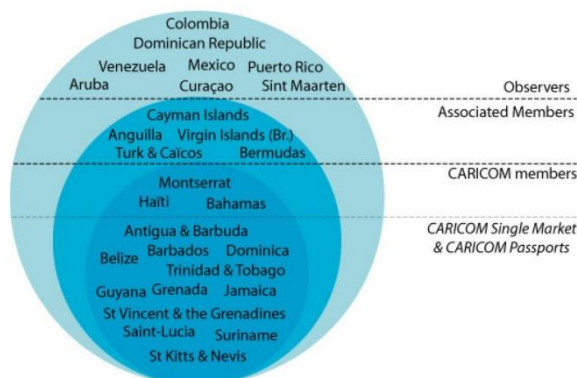 Colombia
Dominican Republic
Venezuela Mexico Puerto Rico
Aruba Curaçao Sint Maarten
Observers
Associated Members
Cayman Islands
Anguilla Virgin Islands (Br.)
Turk & Caïcos Bermudas
CARICOM members
Montserrat
Haïti Bahamas
CARICOM Single Market
& CARICOM Passports
Antigua & Barbuda
Belize Barbados Dominica
Trinidad & Tobago
Guyana Grenada Jamaica
St Vincent & the Grenadines
Saint-Lucia Suriname
St Kitts & Nevis